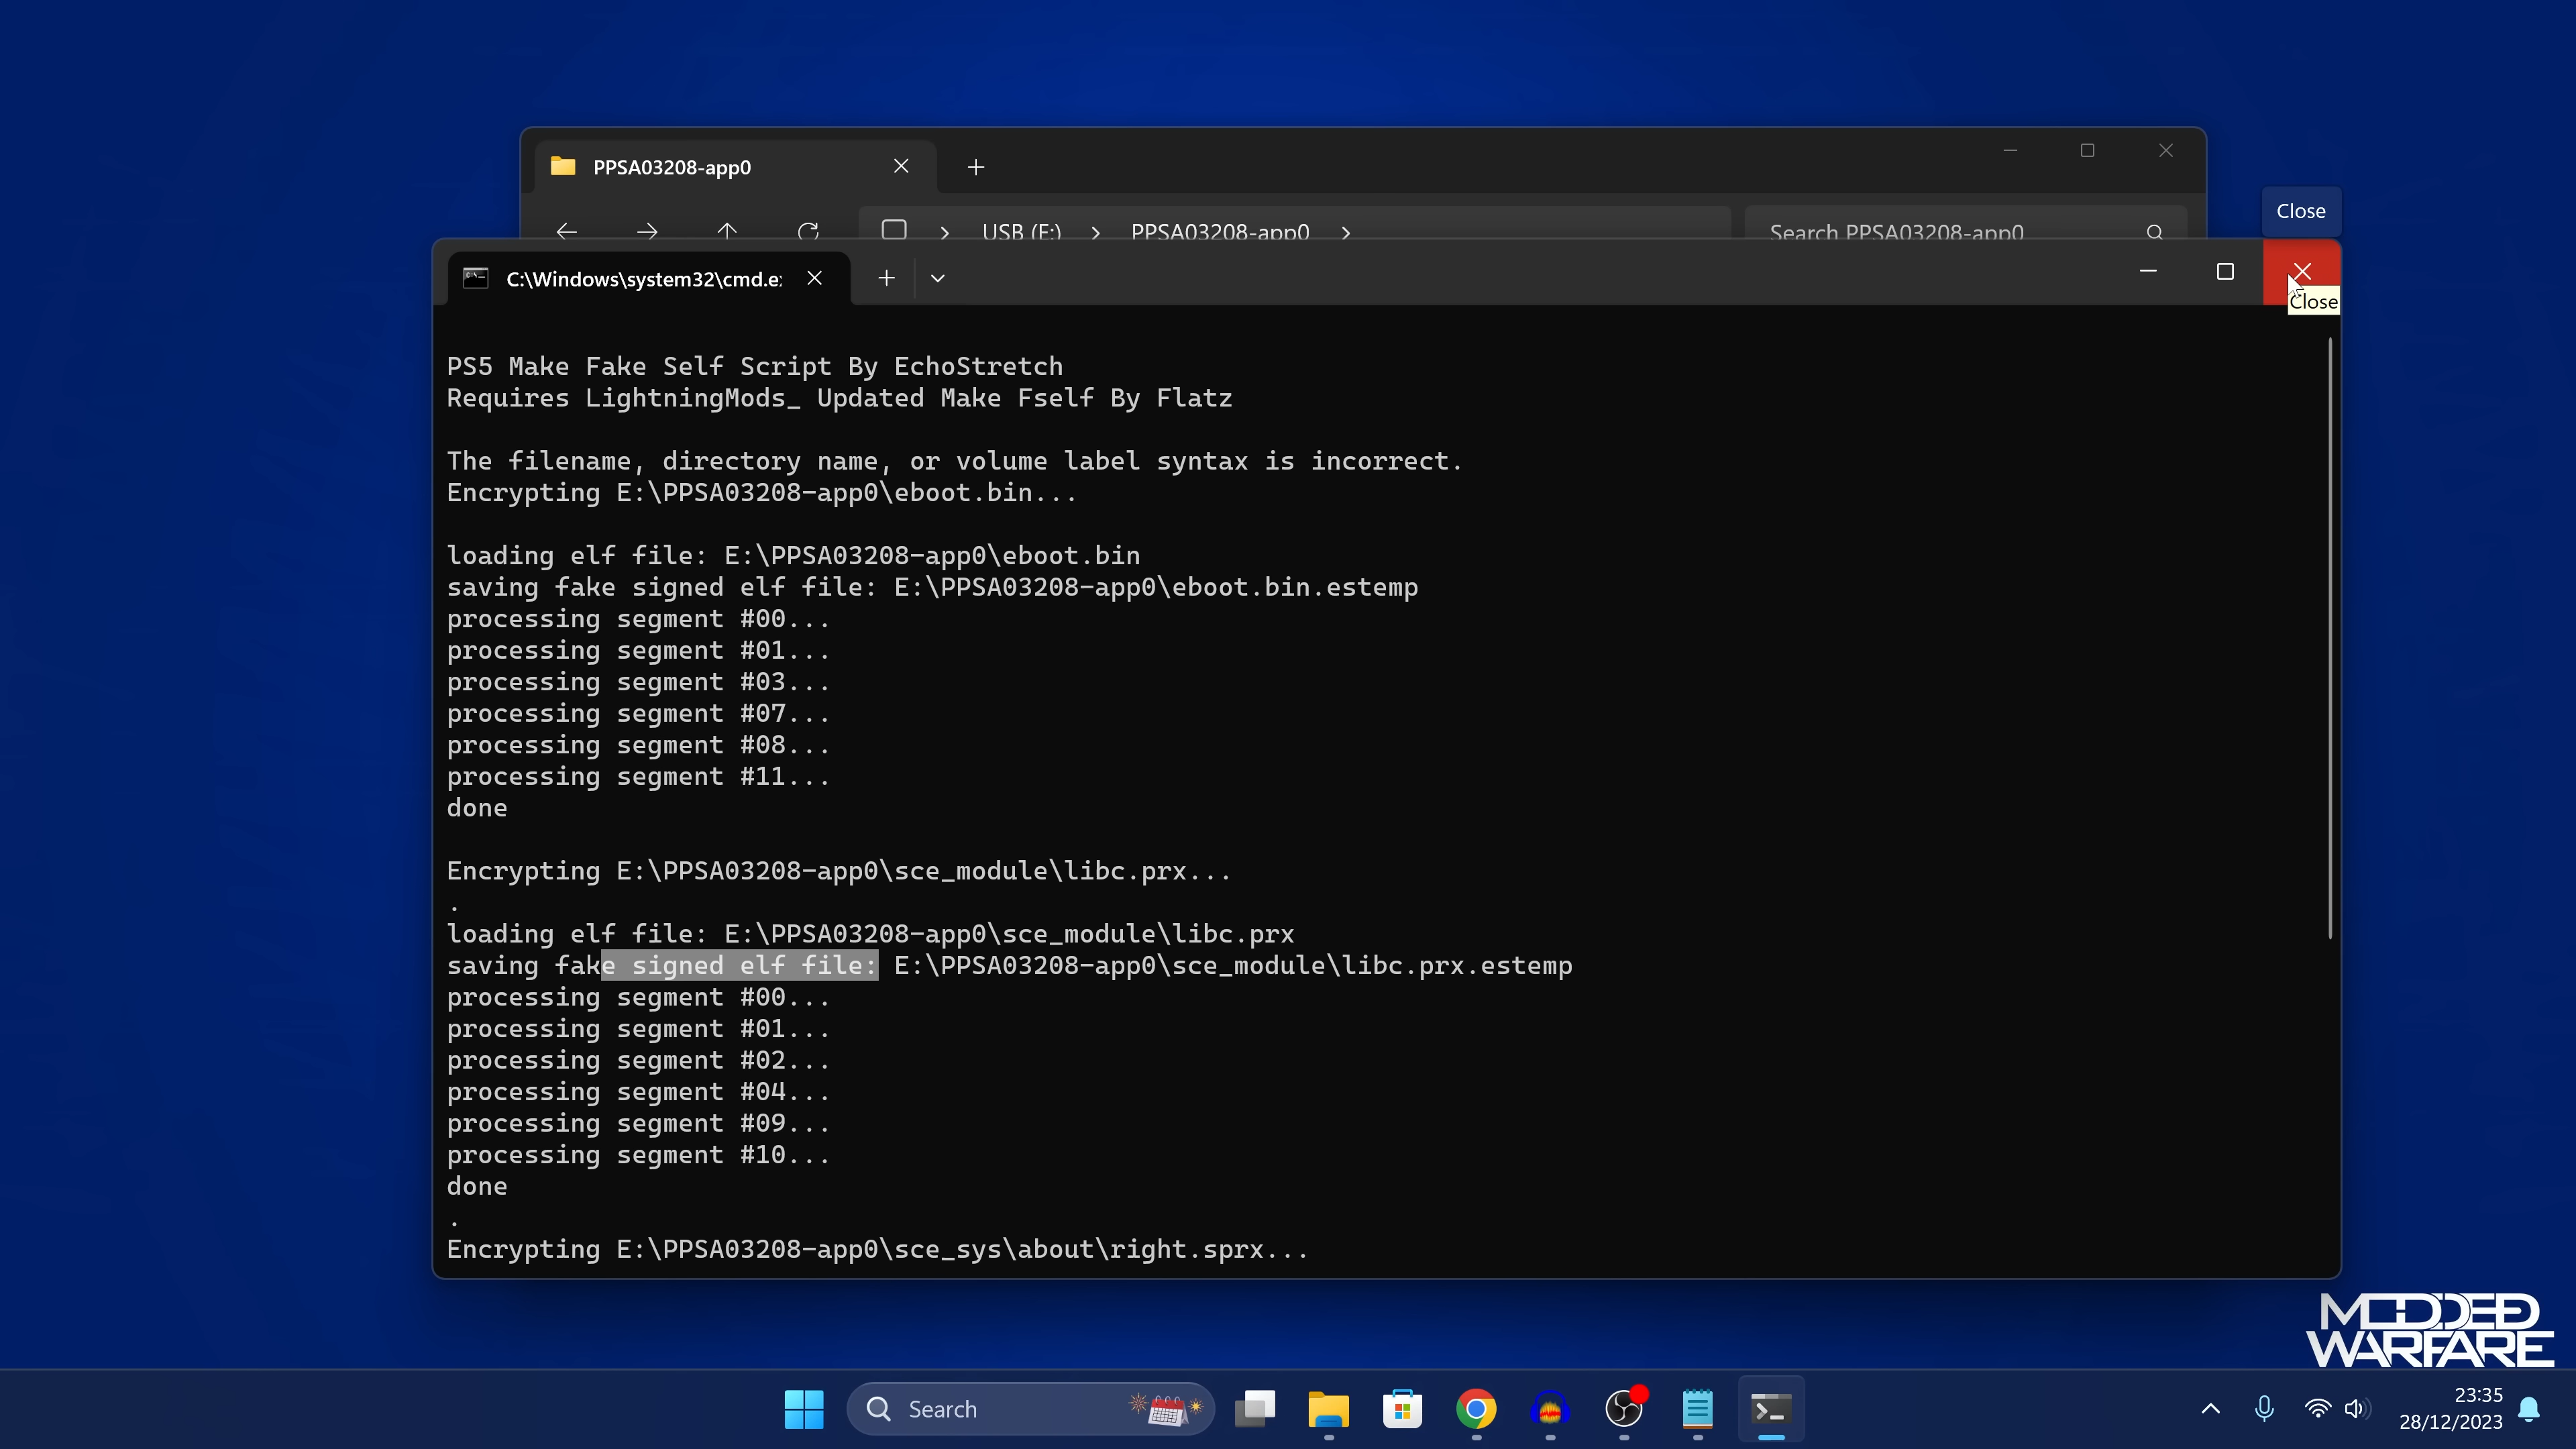 PPSA03208-app0
USB (E:) PPSA03208-app0
Search PPSA03208-app0
Close
C:\Windows\system32\cmd.e
Close
PS5 Make Fake Self Script By EchoStretch
Requires LightningMods_ Updated Make Fself By Flatz
The filename, directory name, or volume label syntax is incorrect.
Encrypting E:\PPSA03208-app0\eboot.bin...
loading elf file: E:\PPSA03208-app0\eboot.bin
saving fake signed elf file: E:\PPSA03208-app0\eboot.bin.estemp
processing segment #00...
processing segment #01...
processing segment #03...
processing segment #07...
processing segment #08...
processing segment #11...
done
Encrypting E:\PPSA03208-app0\sce_module\libc.prx...
.
loading elf file: E:\PPSA03208-app0\sce_module\libc.prx
saving fake signed elf file: E:\PPSA03208-app0\sce_module\libc.prx.estemp
processing segment #00...
processing segment #01...
processing segment #02...
processing segment #04...
processing segment #09...
processing segment #10...
done
.
Encrypting E:\PPSA03208-app0\sce_sys\about\right.sprx...
MODDED
WARFARE
Search
23:35
28/12/2023